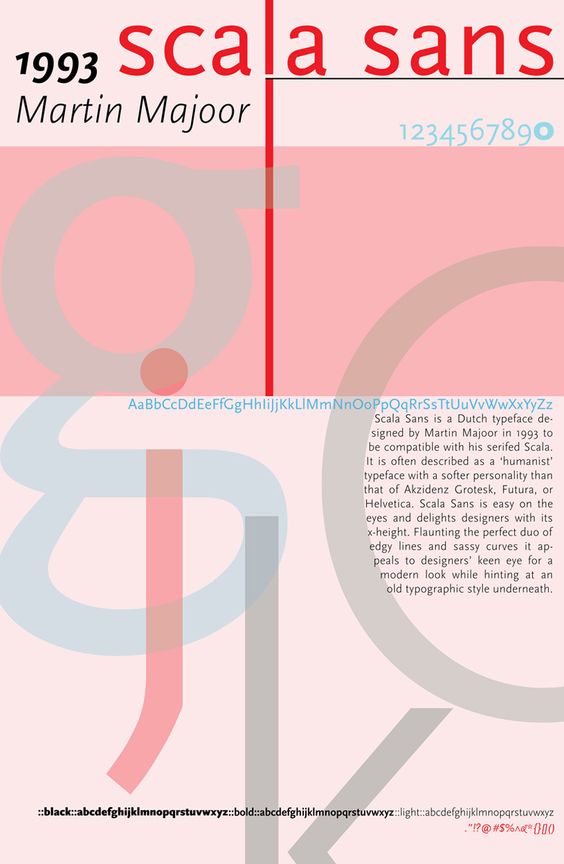 scala sans
1993
Martin Majoor
1234567890
AaBbCcDdEeFfGgHhIiJjKkLlMmNnOoPpQqRrSsTtUuVvWwXxYyZz
Scala Sans is a Dutch typeface de-
signed by Martin Majoor in 1993 to
be compatible with his serifed Scala.
It is often described as a ‘humanist’
typeface with a softer personality than
that of Akzidenz Grotesk, Futura, or
Helvetica. Scala Sans is easy on the
eyes and delights designers with its
x-height. Flaunting the perfect duo of
edgy lines and sassy curves it ap-
peals to designers’ keen eye for a
modern look while hinting at an
old typographic style underneath.
g
j
k
::black::abcdefghijklmnopqrstuvwxyz::bold::abcdefghijklmnopqrstuvwxyz::light::abcdefghijklmnopqrstuvwxyz
."!?@#$%^&*{}[]()